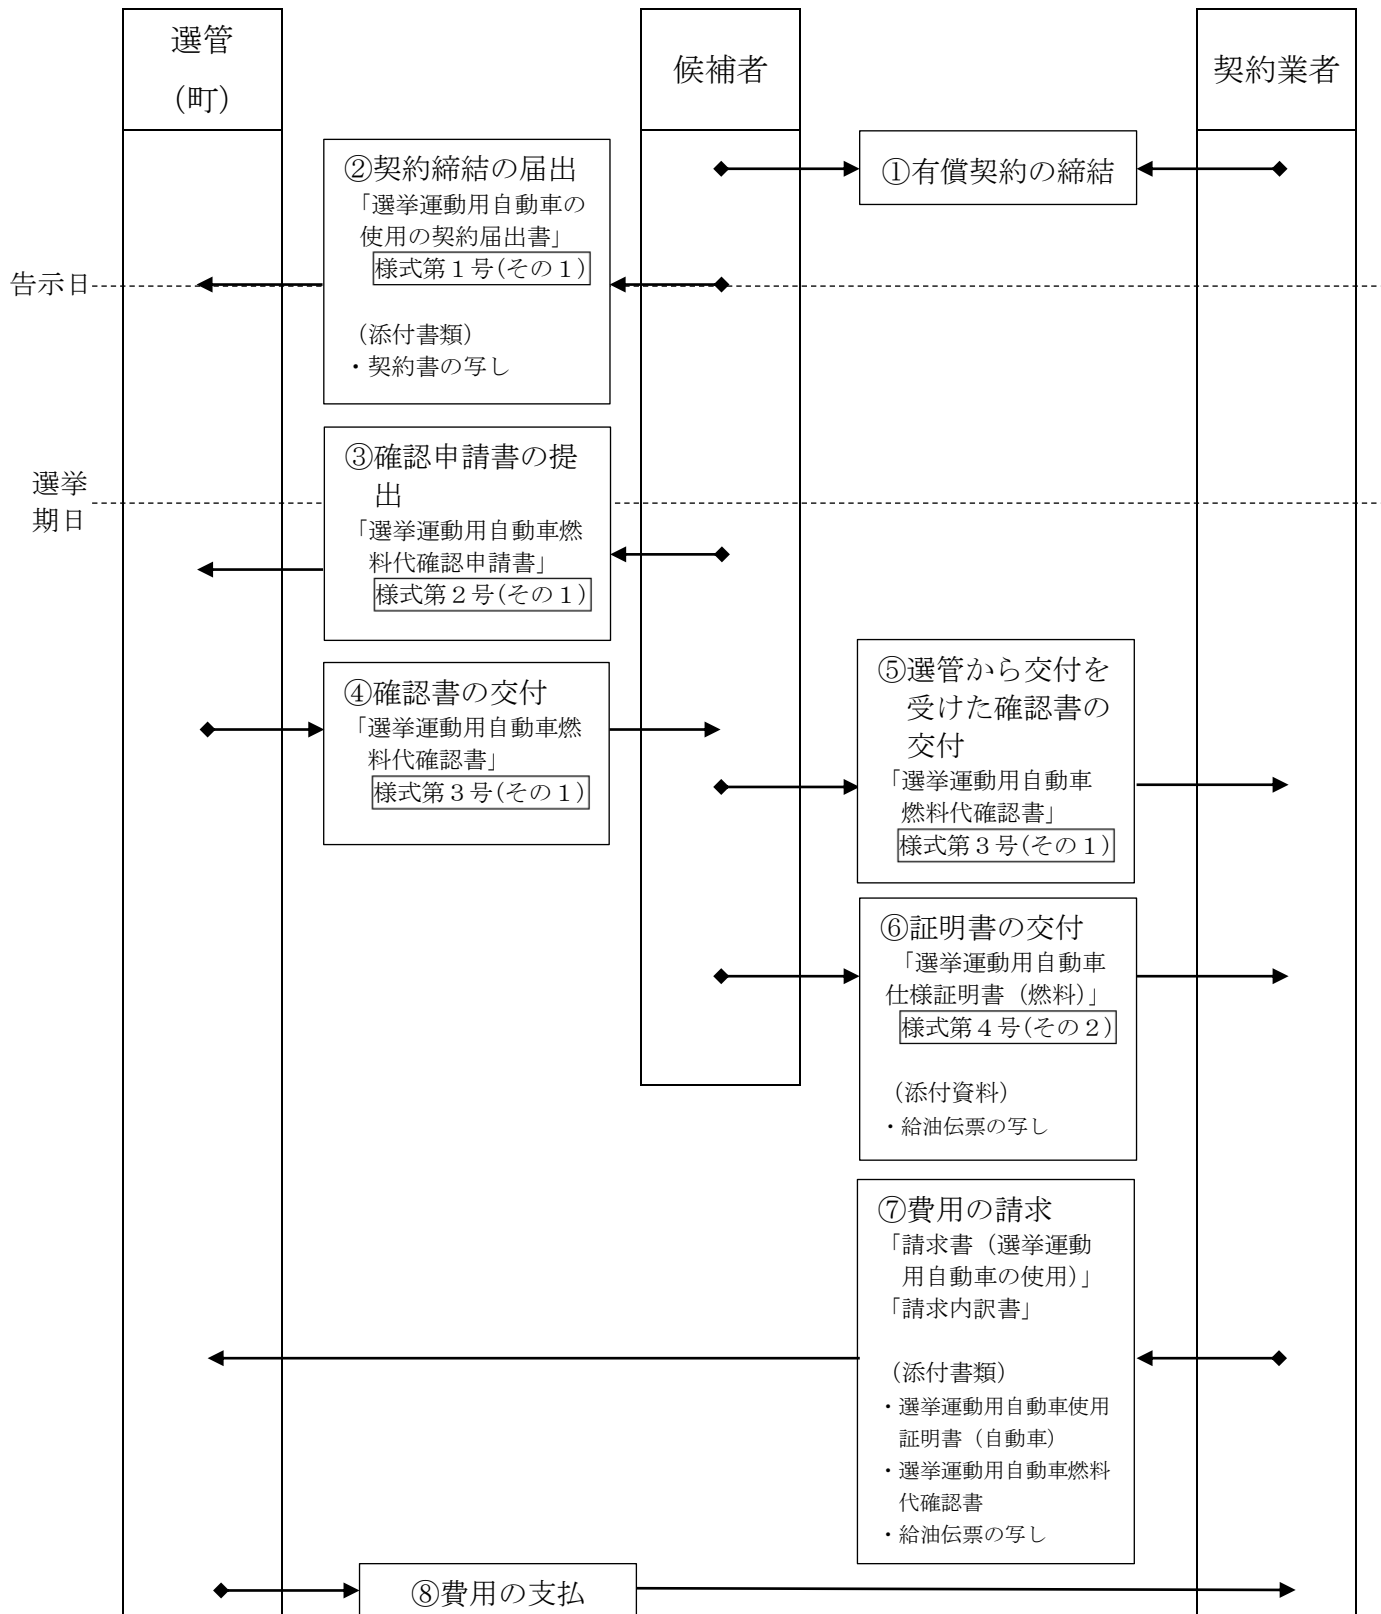 選管
(町)
候補者
契約業者
①有償契約の締結
②契約締結の届出
「選挙運動用自動車の
使用の契約届出書」
様式第１号(その１)
（添付書類）
・契約書の写し
告示日
③確認申請書の提
出
「選挙運動用自動車燃
料代確認申請書」
様式第２号(その１)
選挙
期日
④確認書の交付
「選挙運動用自動車燃
料代確認書」
様式第３号(その１)
⑤選管から交付を
受けた確認書の
交付
「選挙運動用自動車
燃料代確認書」
様式第３号(その１)
⑥証明書の交付
「選挙運動用自動車
仕様証明書（燃料）」
様式第４号(その２)
（添付資料）
・給油伝票の写し
⑦費用の請求
「請求書（選挙運動
用自動車の使用）」
「請求内訳書」
（添付書類）
・選挙運動用自動車使用
証明書（自動車）
・選挙運動用自動車燃料
代確認書
・給油伝票の写し
⑧費用の支払